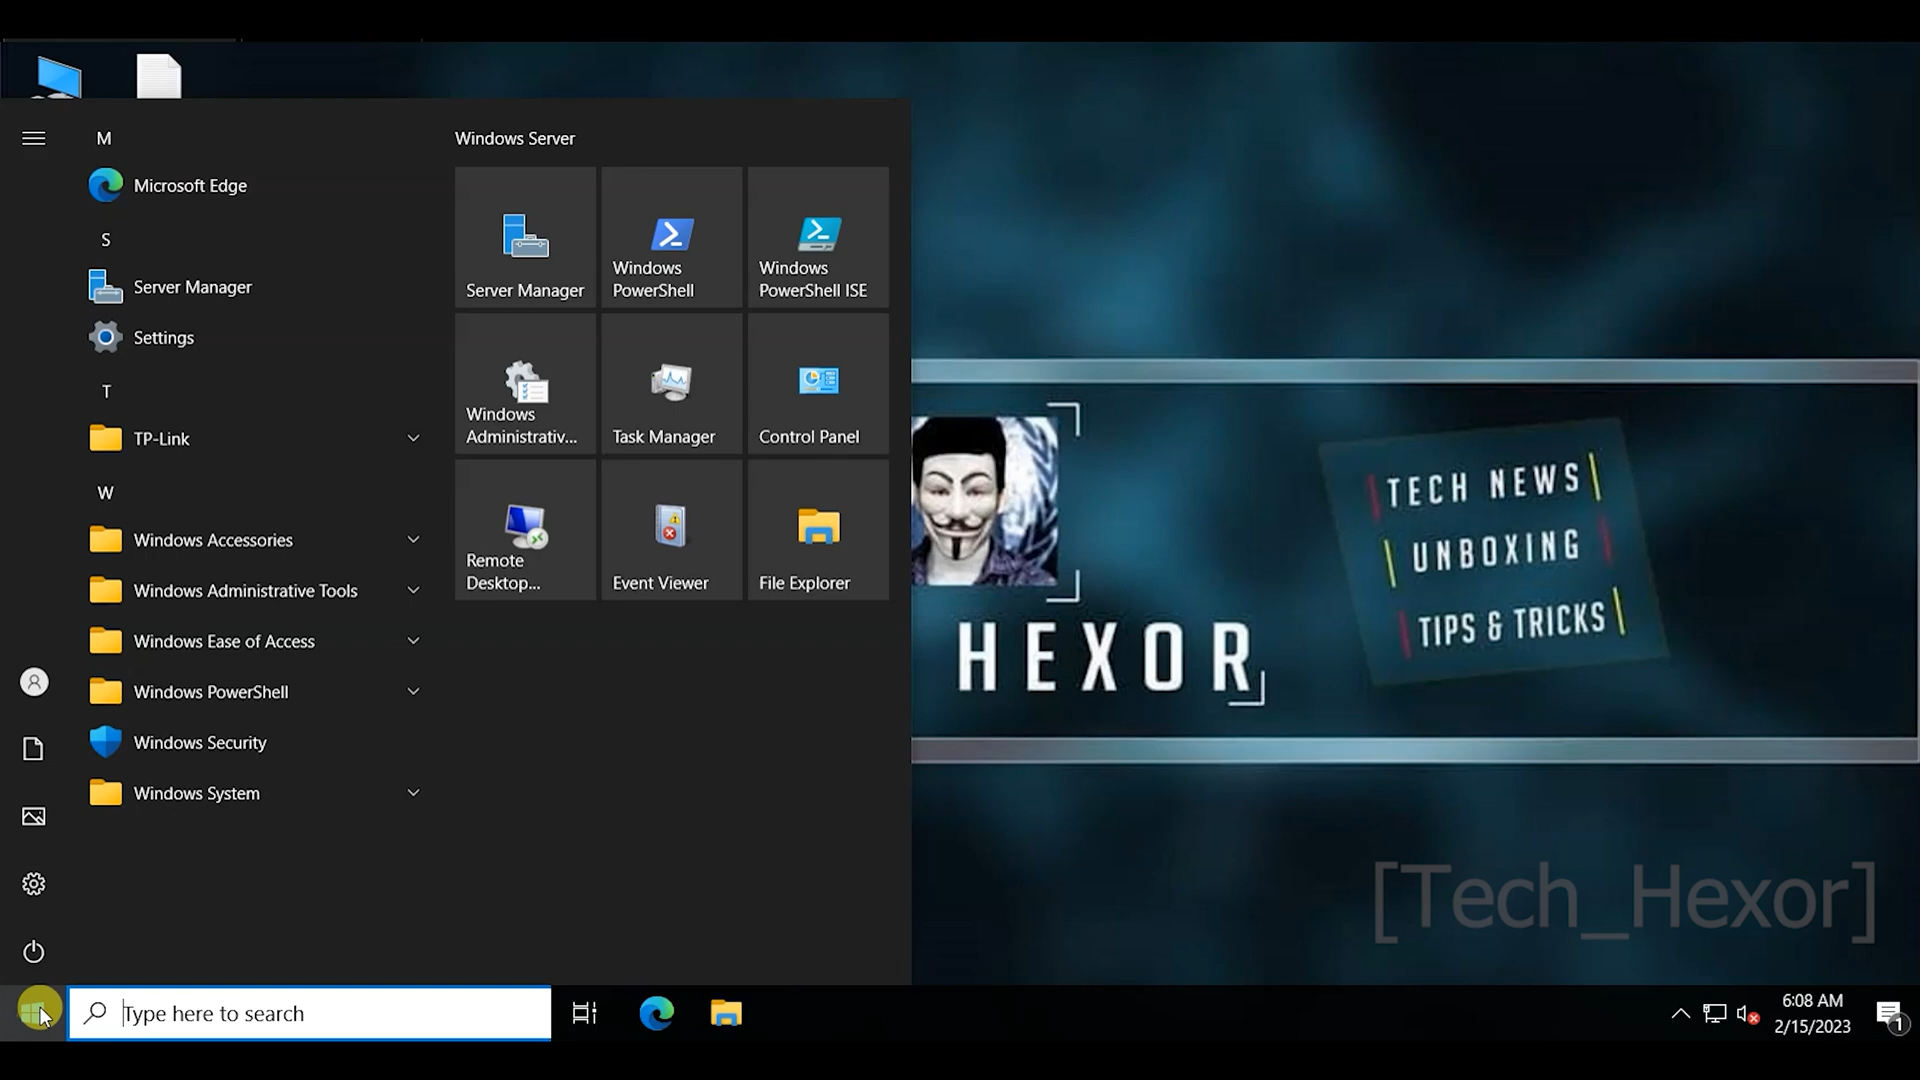 M
Microsoft Edge
S
Server Manager
Settings
T
TP-Link
W
Windows Accessories
Windows Administrative Tools
Windows Ease of Access
Windows PowerShell
Windows Security
Windows System
Windows Server
Server Manager
Windows
PowerShell
Windows
PowerShell ISE
Windows
Administrativ...
Task Manager
Control Panel
Remote
Desktop...
Event Viewer
File Explorer
HEXOR
TECH NEWS
UNBOXING
TIPS & TRICKS
[Tech_Hexor]
Type here to search
6:08 AM
2/15/2023
1